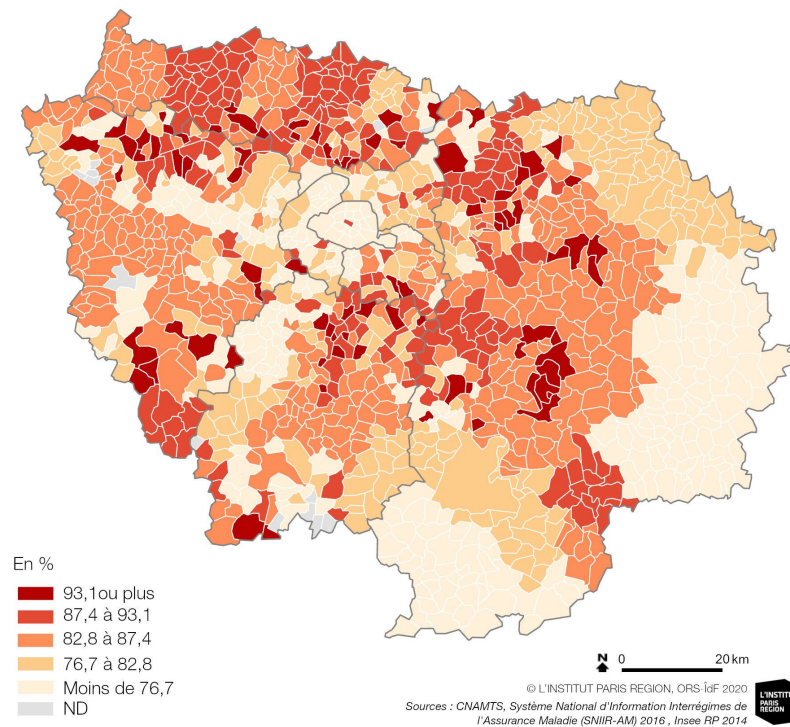 En %
93,1ou plus
87,4 à 93,1
82,8 à 87,4
76,7 à 82,8
Moins de 76,7
ND
N 0 20 km
© L'INSTITUT PARIS REGION, ORS-ÎdF 2020
Sources : CNAMTS, Système National d'Information Interrégimes de
l'Assurance Maladie (SNIIR-AM) 2016 , Insee RP 2014
L'INSTITUT
PARIS
REGION